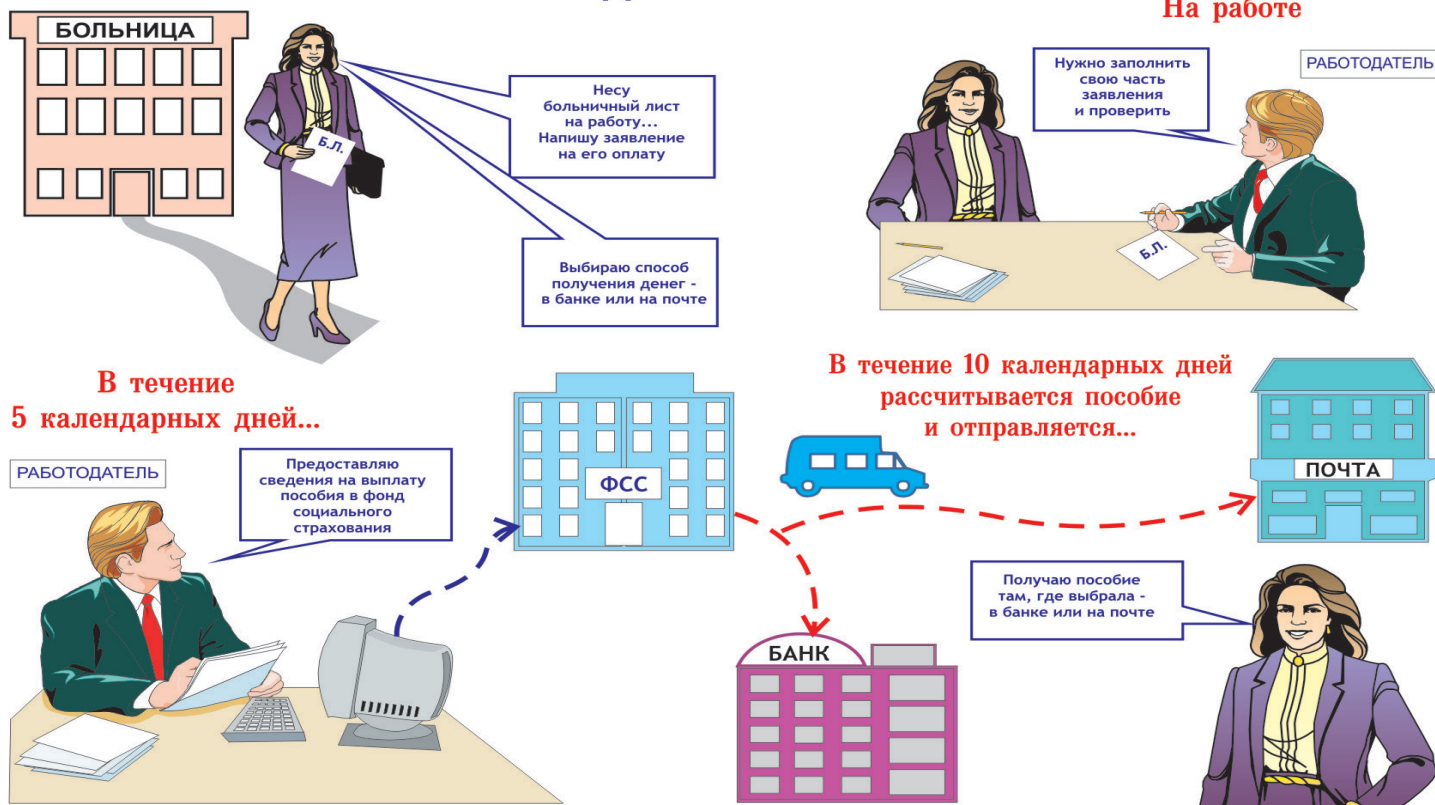 БОЛЬНИЦА
Б.Л.
Несу
больничный лист
на работу...
Напишу заявление
на его оплату
Выбираю способ
получения денег -
в банке или на почте
На работе
Нужно заполнить
свою часть
заявления
и проверить
РАБОТОДАТЕЛЬ
Б.Л.
В течение
5 календарных дней...
РАБОТОДАТЕЛЬ
Предоставляю
сведения на выплату
пособия в фонд
социального
страхования
ФСС
В течение 10 календарных дней
рассчитывается пособие
и отправляется...
ПОЧТА
БАНК
Получаю пособие
там, где выбрала -
в банке или на почте